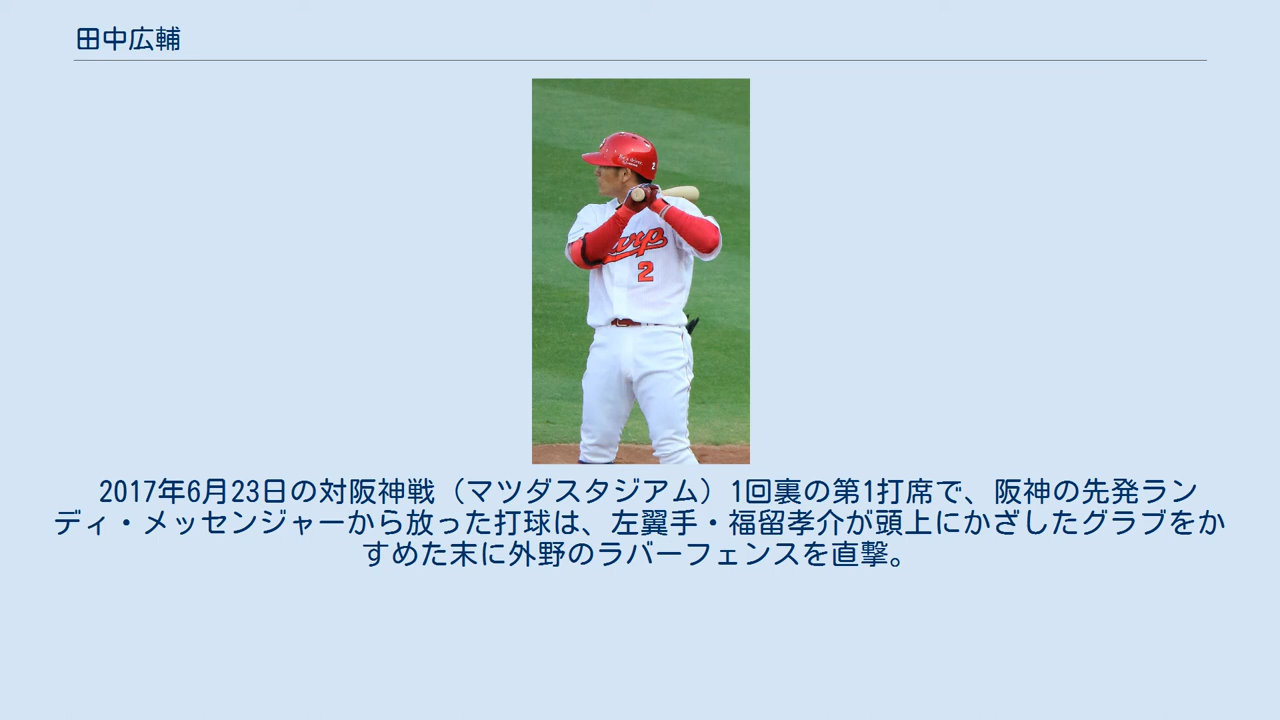 田中広輔
2017年6月23日の対阪神戦（マツダスタジアム）1回裏の第1打席で、阪神の先発ラン
ディ・メッセンジャーから放った打球は、左翼手・福留孝介が頭上にかざしたグラブをか
すめた末に外野のラバーフェンスを直撃。
2
2